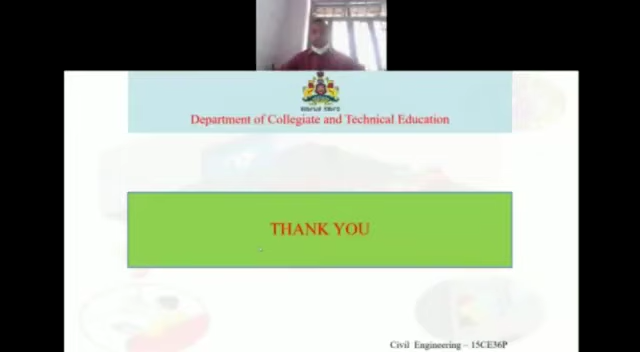 Department of Collegiate and Technical Education
THANK YOU
Civil Engineering – 15CE36P